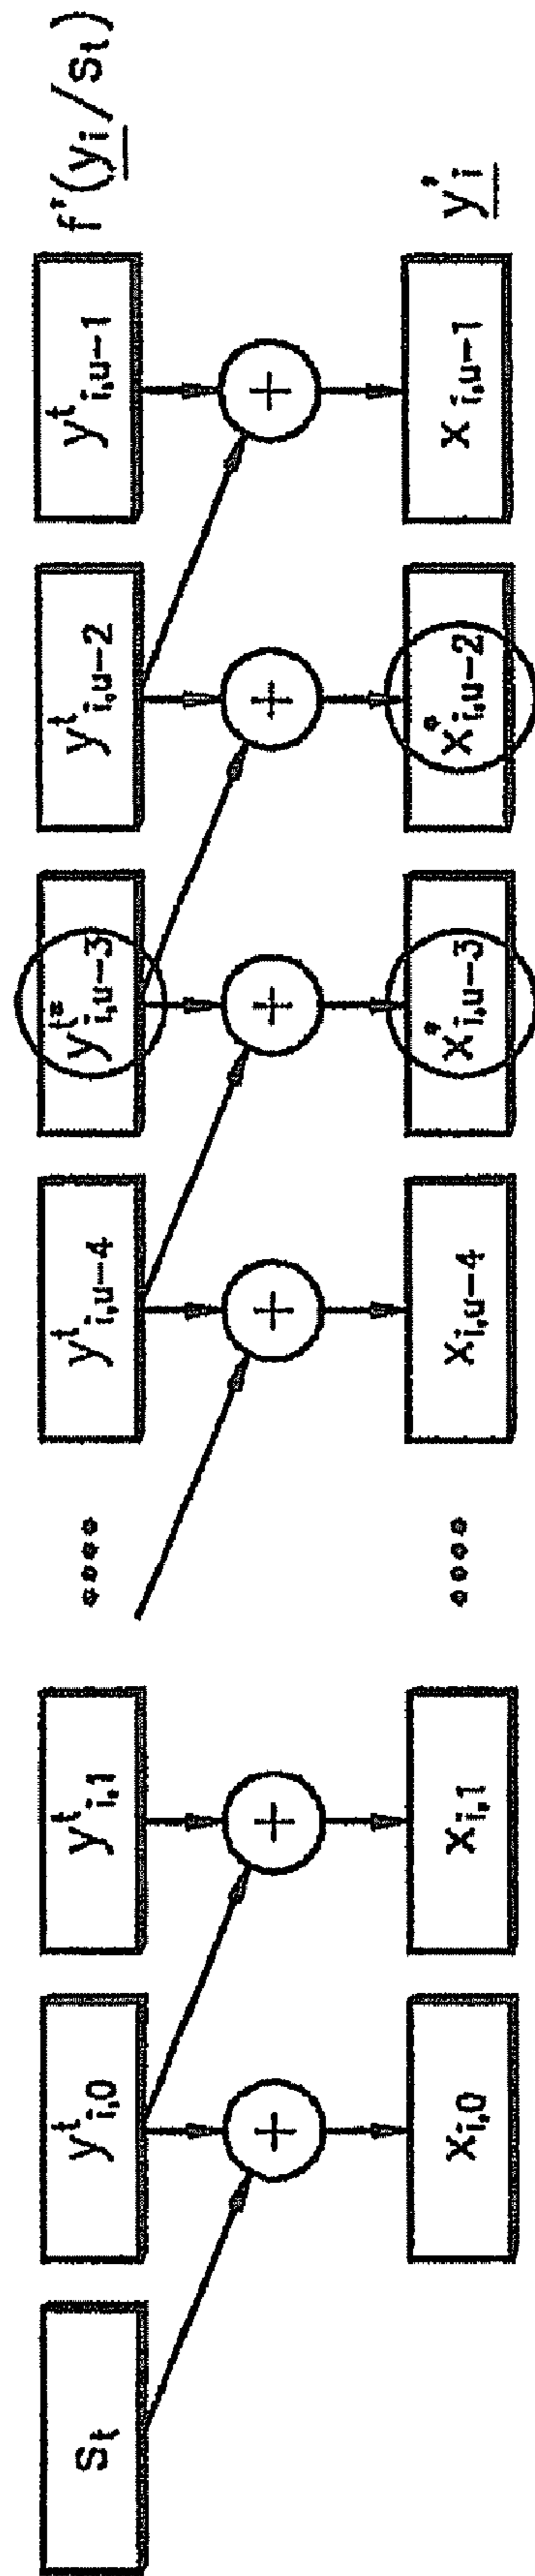 S_t y^t_{i,0} y^t_{i,1} y^t_{i,u-4} y^{t*}_{i,u-3} y^t_{i,u-2} y^t_{i,u-1} f'(y_i/S_t)
+ + + + + +
x_{i,0} x_{i,1} x_{i,u-4} x'_{i,u-3} x'_{i,u-2} x_{i,u-1} y'_i